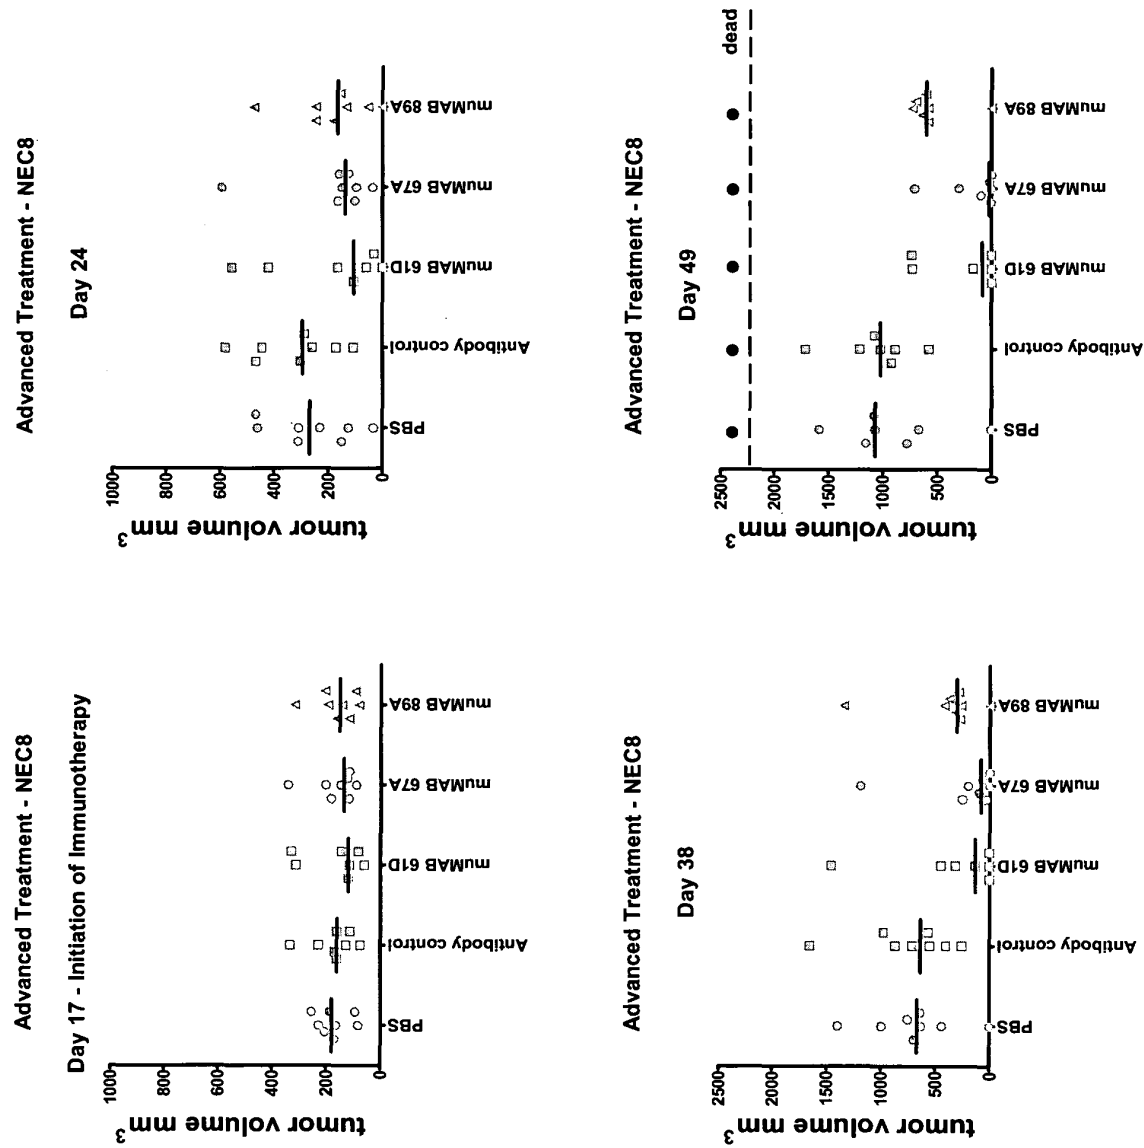 Advanced Treatment - NEC8
Day 17 - Initiation of Immunotherapy
tumor volume mm3
1000
800
600
400
200
0
PBS
Antibody control
muMAB 61D
muMAB 67A
muMAB 89A
Advanced Treatment - NEC8
Day 24
tumor volume mm3
1000
800
600
400
200
0
PBS
Antibody control
muMAB 61D
muMAB 67A
muMAB 89A
Advanced Treatment - NEC8
Day 38
tumor volume mm3
2500
2000
1500
1000
500
0
PBS
Antibody control
muMAB 61D
muMAB 67A
muMAB 89A
Advanced Treatment - NEC8
Day 49
tumor volume mm3
2500
2000
1500
1000
500
0
dead
PBS
Antibody control
muMAB 61D
muMAB 67A
muMAB 89A